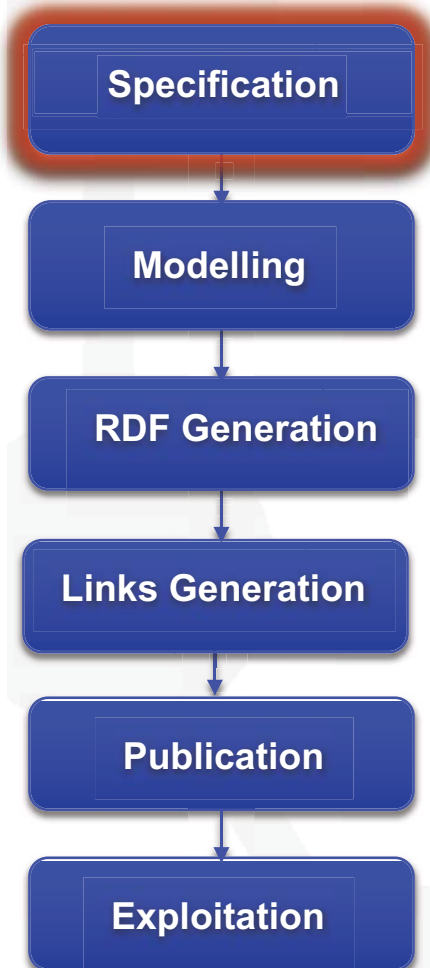 Specification
Modelling
RDF Generation
Links Generation
Publication
Exploitation